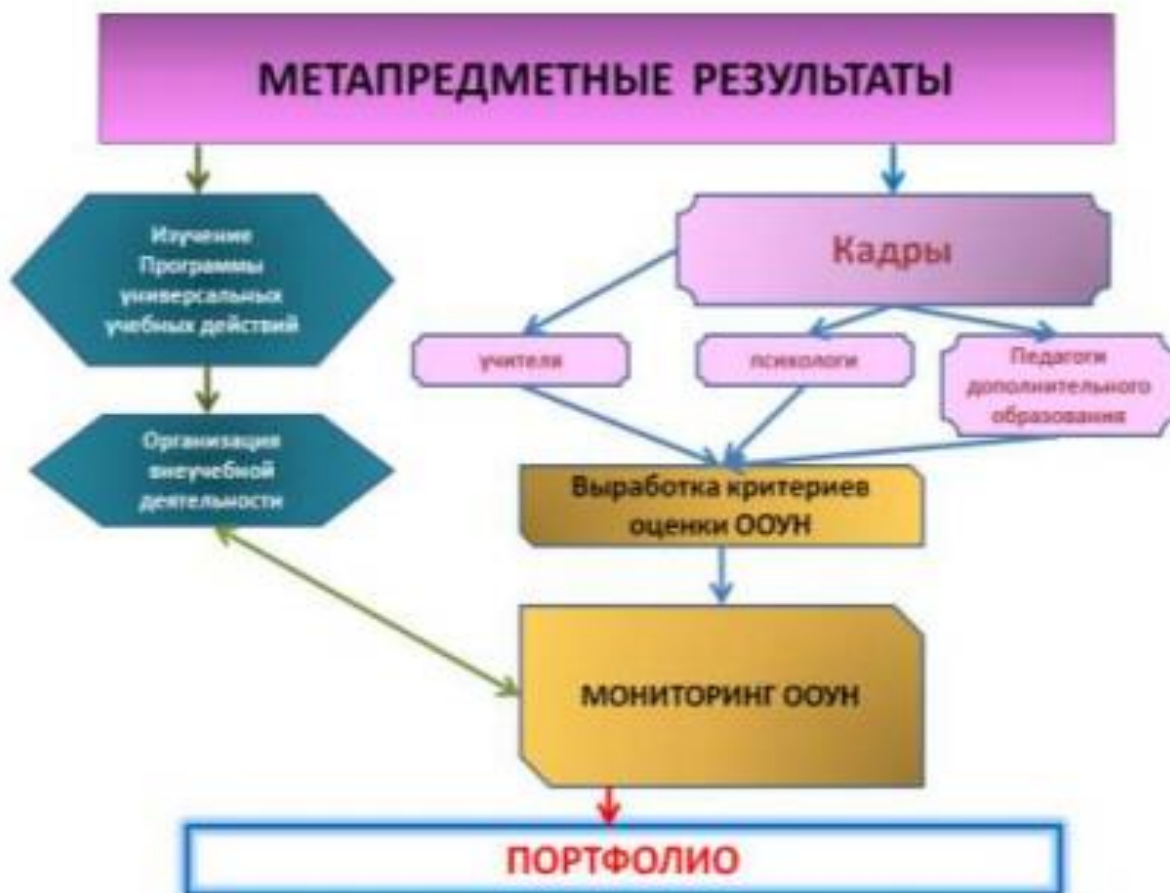 МЕТАПРЕДМЕТНЫЕ РЕЗУЛЬТАТЫ
Изучение
Программы
универсальных
учебных действий
Кадры
учителя
психологи
Педагоги
дополнительного
образования
Организация
внеучебной
деятельности
Выработка критериев
оценки ООУН
МОНИТОРИНГ ООУН
ПОРТФОЛИО